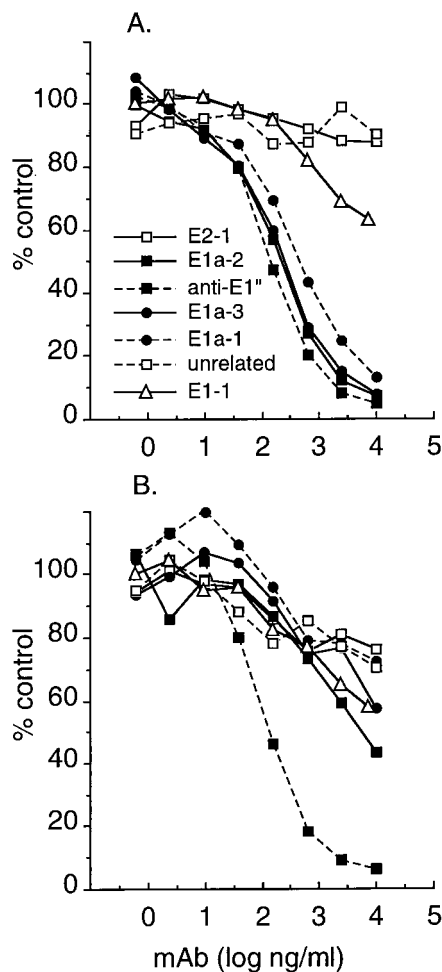 A.
% control
120
100
80
60
40
20
0
E2-1
E1a-2
anti-E1"
E1a-3
E1a-1
unrelated
E1-1
0 1 2 3 4 5
B.
% control
120
100
80
60
40
20
0
0 1 2 3 4 5
mAb (log ng/ml)